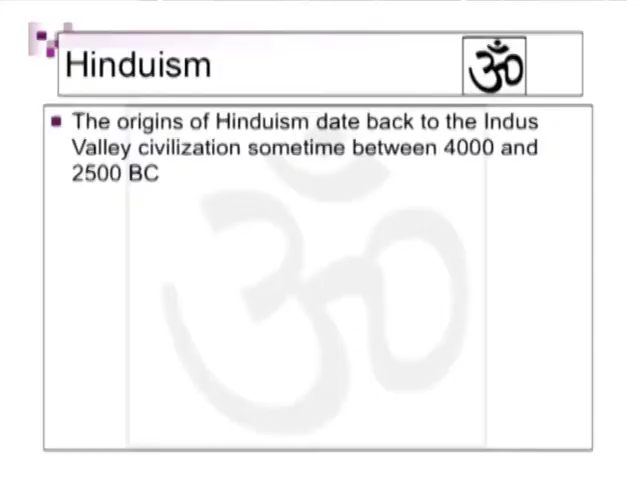 Hinduism
ॐ
The origins of Hinduism date back to the Indus
Valley civilization sometime between 4000 and
2500 BC
ॐ